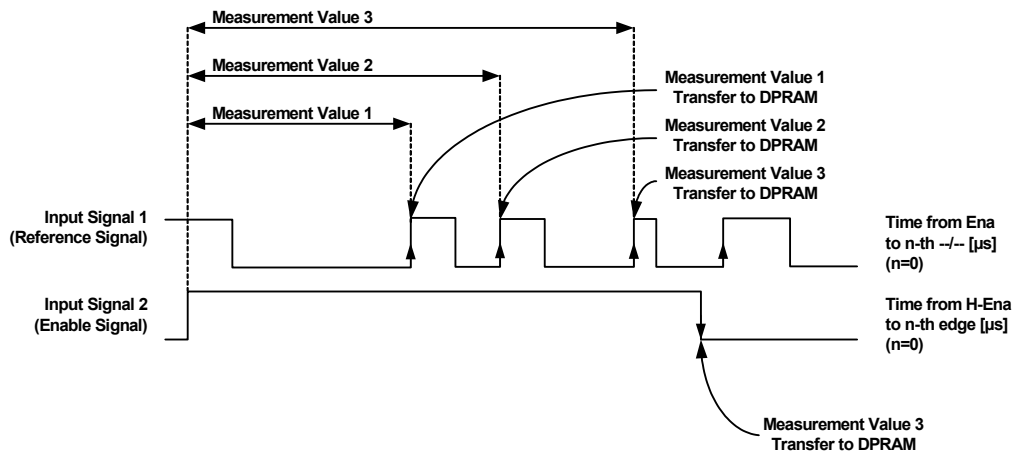 Measurement Value 3
Measurement Value 2
Measurement Value 1
Measurement Value 1
Transfer to DPRAM
Measurement Value 2
Transfer to DPRAM
Measurement Value 3
Transfer to DPRAM
Input Signal 1
(Reference Signal)
Time from Ena
to n-th --/-- [µs]
(n=0)
Input Signal 2
(Enable Signal)
Time from H-Ena
to n-th edge [µs]
(n=0)
Measurement Value 3
Transfer to DPRAM